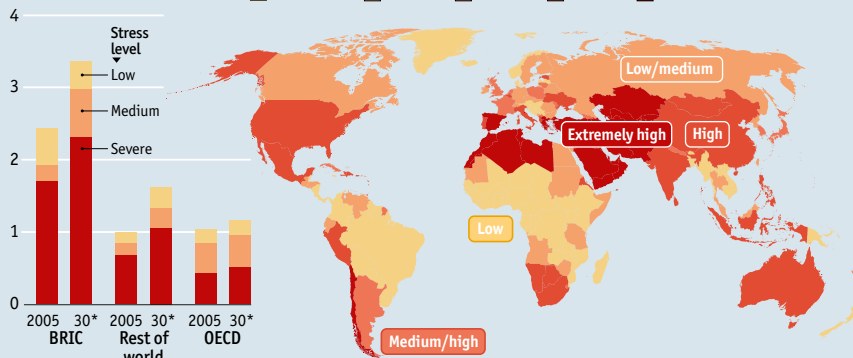 4
3
2
1
0
Stress
level
Low
Medium
Severe
2005 30* 2005 30* 2005 30*
BRIC Rest of world OECD
Low/medium
Extremely high
High
Low
Medium/high